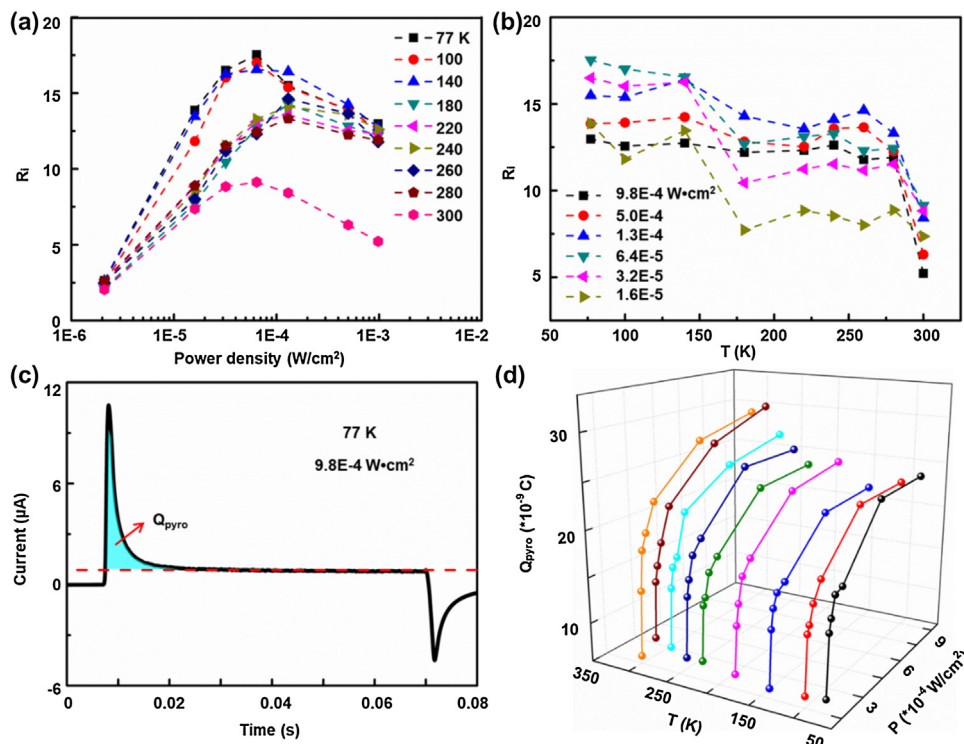 (a)
20
15
10
5
0
Ri
1E-6
1E-5
1E-4
1E-3
1E-2
Power density (W/cm²)
77 K
100
140
180
220
240
260
280
300
(b)
20
15
10
5
Ri
50
100
150
200
250
300
T (K)
9.8E-4 W•cm²
5.0E-4
1.3E-4
6.4E-5
3.2E-5
1.6E-5
(c)
12
6
0
-6
Current (μA)
0
0.02
0.04
0.06
0.08
Time (s)
77 K
9.8E-4 W•cm²
Qpyro
(d)
30
20
10
Qpyro (*10⁻⁹ C)
350
250
150
50
T (K)
3
6
9
P (*10⁻⁴ W/cm²)